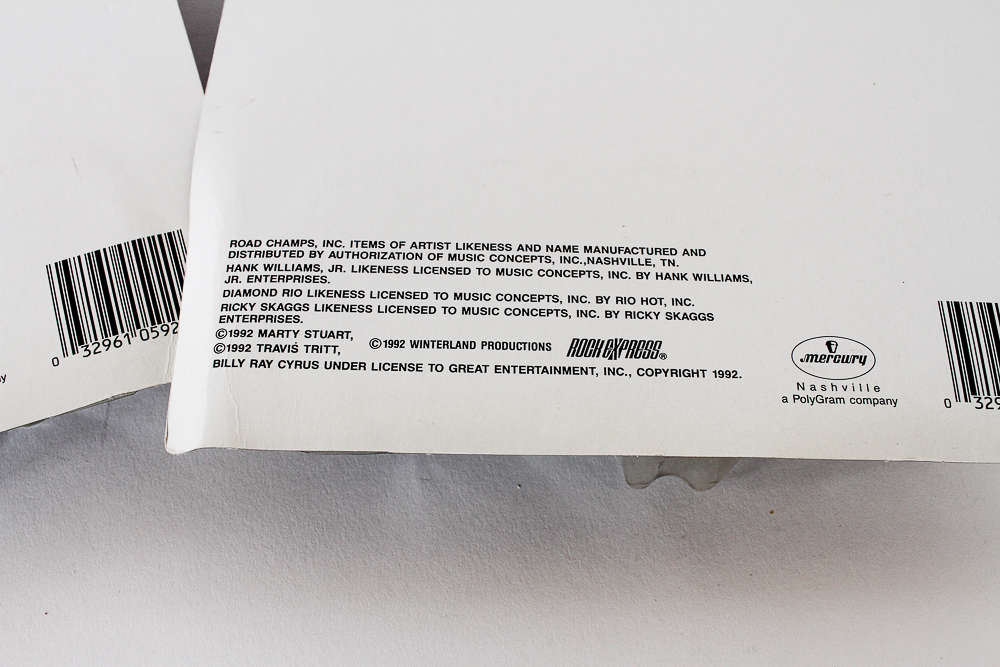 ROAD CHAMPS, INC. ITEMS OF ARTIST LIKENESS AND NAME MANUFACTURED AND
DISTRIBUTED BY AUTHORIZATION OF MUSIC CONCEPTS, INC.,NASHVILLE, TN.
HANK WILLIAMS, JR. LIKENESS LICENSED TO MUSIC CONCEPTS, INC. BY HANK WILLIAMS,
JR. ENTERPRISES.
DIAMOND RIO LIKENESS LICENSED TO MUSIC CONCEPTS, INC. BY RIO HOT, INC.
RICKY SKAGGS LIKENESS LICENSED TO MUSIC CONCEPTS, INC. BY RICKY SKAGGS
ENTERPRISES.
©1992 MARTY STUART,
©1992 TRAVIS TRITT,
©1992 WINTERLAND PRODUCTIONS
ROCK EXPRESS®
BILLY RAY CYRUS UNDER LICENSE TO GREAT ENTERTAINMENT, INC., COPYRIGHT 1992.
mercury
Nashville
a PolyGram company
0 32961 0592
0 329